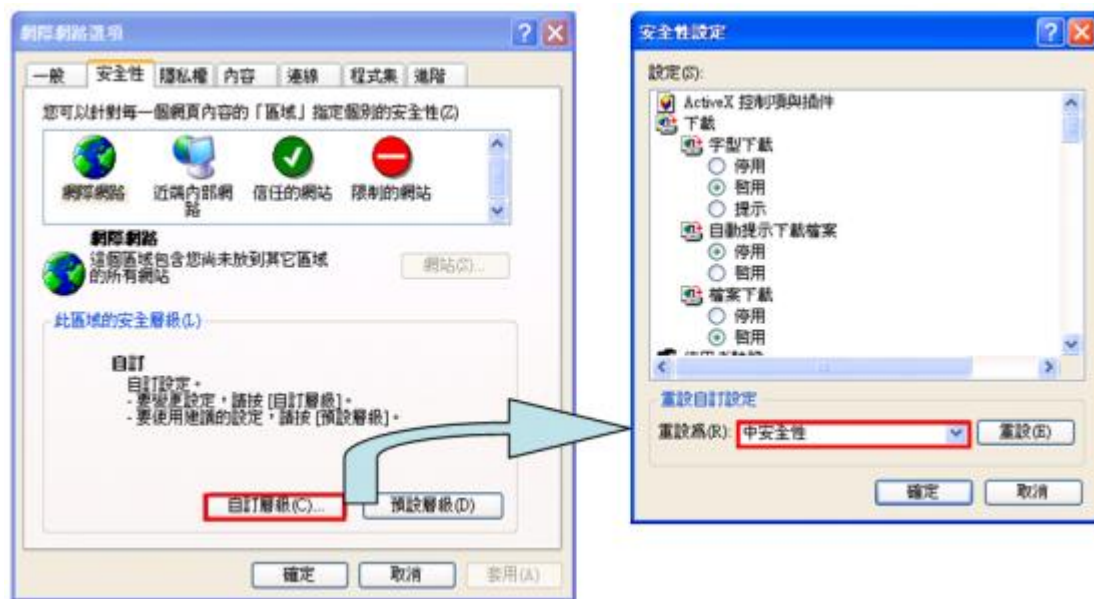 網際網路選項
一般
安全性
隱私權
內容
連線
程式集
進階
您可以針對每一個網頁內容的「區域」指定個別的安全性(Z)
網際網路
近端內部網路
信任的網站
限制的網站
網際網路
這個區域包含您尚未放到其它區域
的所有網站
網站(S)...
此區域的安全層級(L)
自訂
自訂設定。
- 要變更設定，請按 [自訂層級]。
- 要使用建議的設定，請按 [預設層級]。
自訂層級(C)...
預設層級(D)
確定
取消
套用(A)
安全性設定
設定(S):
ActiveX 控制項與插件
下載
字型下載
停用
啟用
提示
自動提示下載檔案
停用
啟用
檔案下載
停用
啟用
重設自訂設定
重設為(R):
中安全性
重設(E)
確定
取消